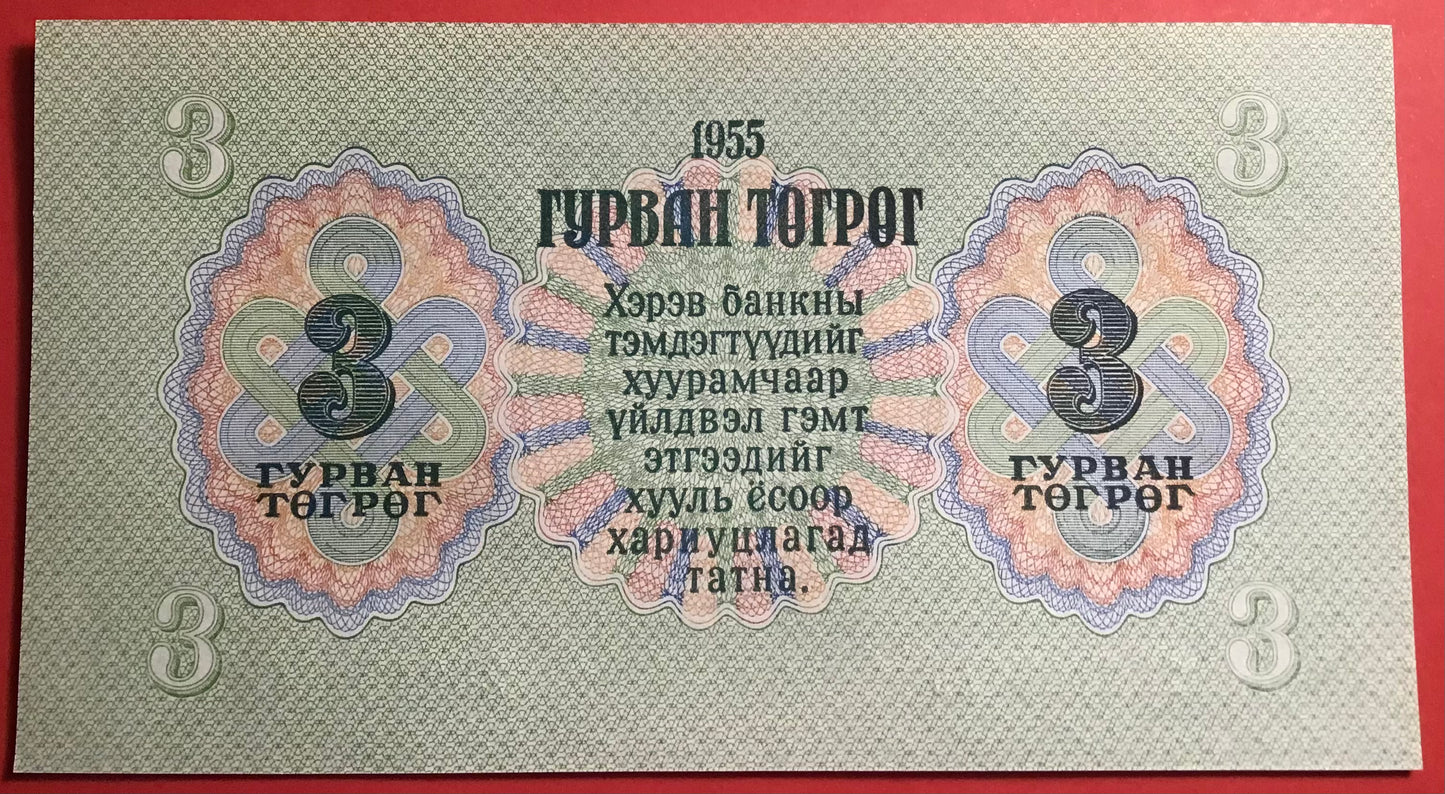 3 3
1955
ГУРВАН ТӨГРӨГ
Хэрэв банкны
тэмдэгтүүдийг
хуурамчаар
үйлдвэл гэмт
этгээдийг
хууль ёсоор
хариуцлагад
татна.
3
ГУРВАН
ТӨГРӨГ
3
ГУРВАН
ТӨГРӨГ
3 3